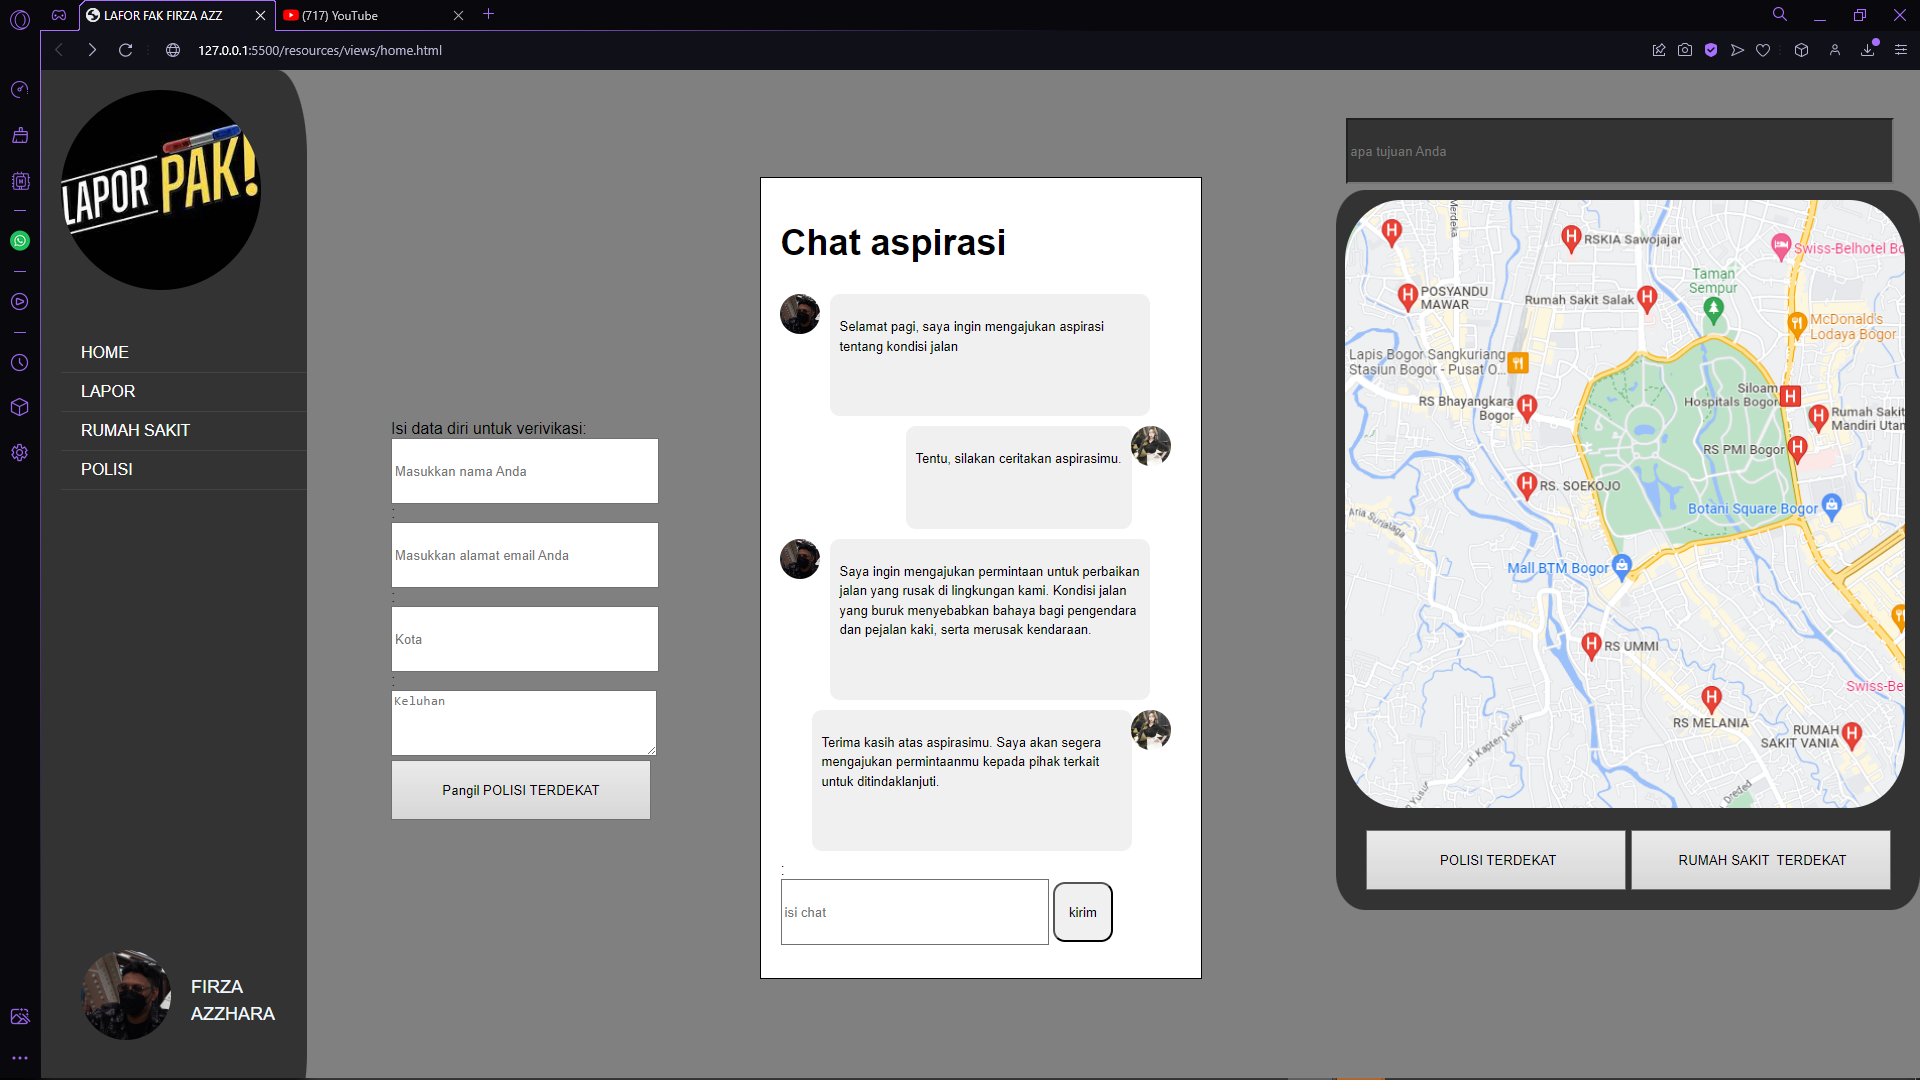 LAFOR FAK FIRZA AZZ
(717) YouTube
127.0.0.1:5500/resources/views/home.html
LAPOR PAK!
HOME
LAPOR
RUMAH SAKIT
POLISI
FIRZA
AZZHARA
Isi data diri untuk verivikasi:
Masukkan nama Anda
:
Masukkan alamat email Anda
:
Kota
:
Keluhan
Pangil POLISI TERDEKAT
Chat aspirasi
Selamat pagi, saya ingin mengajukan aspirasi
tentang kondisi jalan
Tentu, silakan ceritakan aspirasimu.
Saya ingin mengajukan permintaan untuk perbaikan
jalan yang rusak di lingkungan kami. Kondisi jalan
yang buruk menyebabkan bahaya bagi pengendara
dan pejalan kaki, serta merusak kendaraan.
Terima kasih atas aspirasimu. Saya akan segera
mengajukan permintaanmu kepada pihak terkait
untuk ditindaklanjuti.
:
isi chat
kirim
apa tujuan Anda
Merdeka
RSKIA Sawojajar
Swiss-Belhotel Bo
Taman
Sempur
POSYANDU
MAWAR
Rumah Sakit Salak
McDonald's
Lodaya Bogor
Lapis Bogor Sangkuriang
Stasiun Bogor - Pusat O...
RS Bhayangkara
Bogor
Siloam
Hospitals Bogor
Rumah Sakit
Mandiri Utan
RS PMI Bogor
RS. SOEKOJO
Botani Square Bogor
Aria Surialaga
Mall BTM Bogor
RS UMMI
Swiss-Be
RS MELANIA
RUMAH
SAKIT VANIA
Jl. Kapten Yusuf
Yusuf
Dreded
POLISI TERDEKAT
RUMAH SAKIT  TERDEKAT